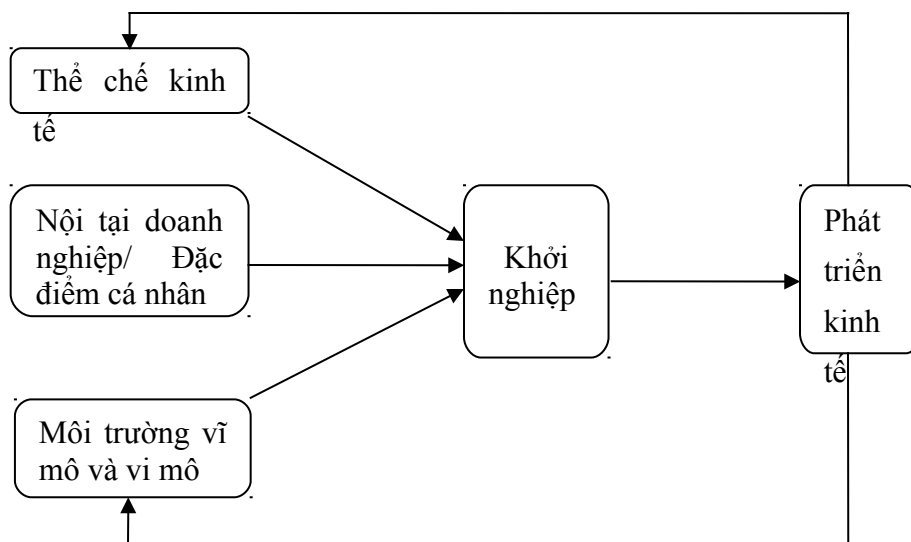 Thể chế kinh
tế
Nội tại doanh
nghiệp/ Đặc
điểm cá nhân
Môi trường vĩ
mô và vi mô
Khởi
nghiệp
Phát
triển
kinh
tế